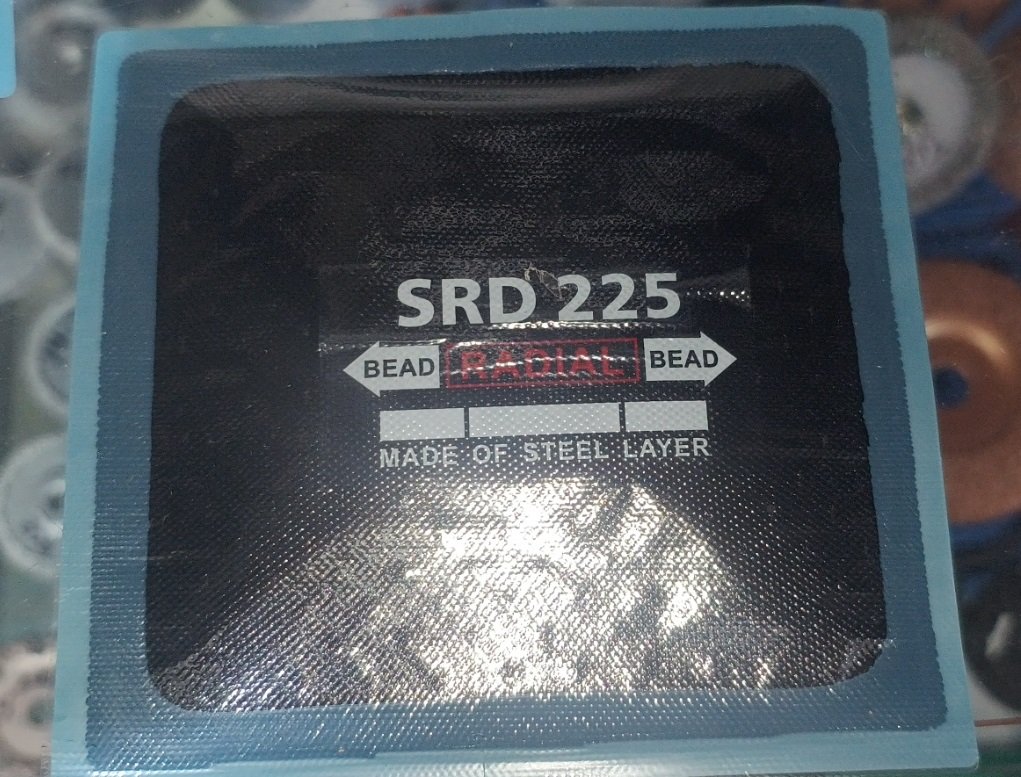 SRD 225
BEAD RADIAL BEAD
MADE OF STEEL LAYER